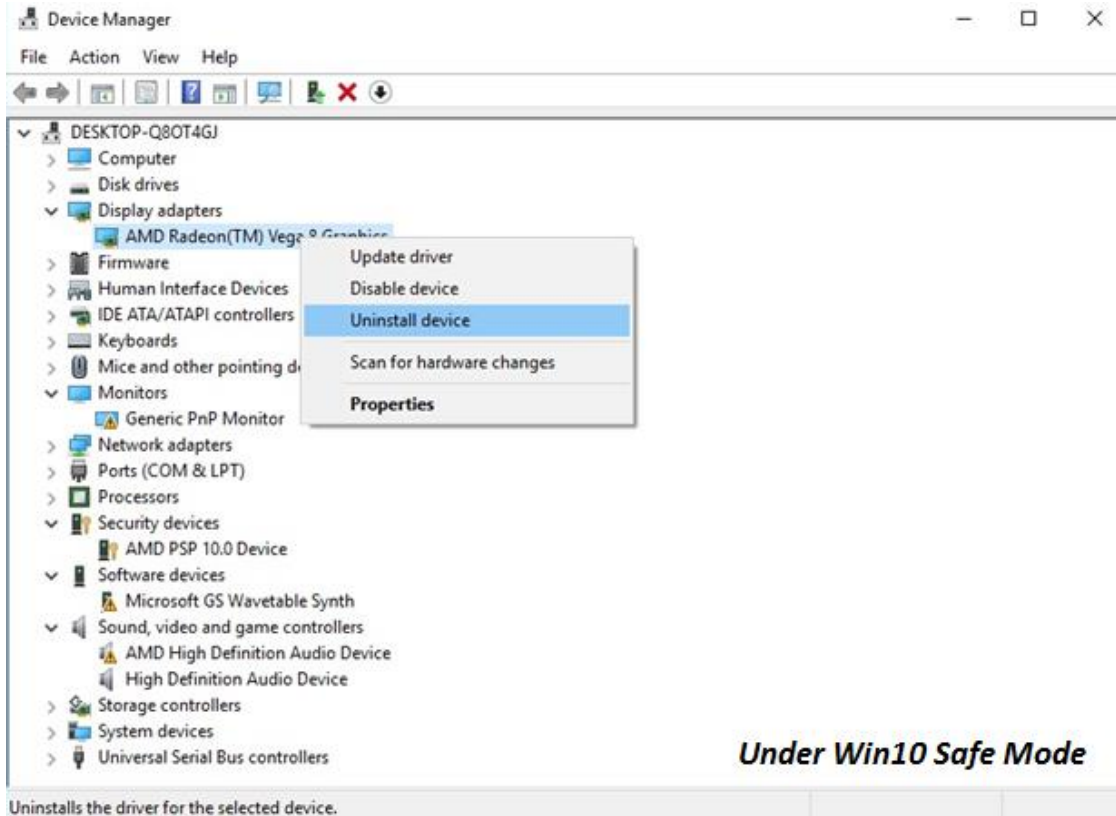 Device Manager
File Action View Help
DESKTOP-Q8OT4GJ
Computer
Disk drives
Display adapters
AMD Radeon(TM) Vega 8 Graphics
Update driver
Firmware
Disable device
Human Interface Devices
Uninstall device
IDE ATA/ATAPI controllers
Keyboards
Scan for hardware changes
Mice and other pointing d
Monitors
Properties
Generic PnP Monitor
Network adapters
Ports (COM & LPT)
Processors
Security devices
AMD PSP 10.0 Device
Software devices
Microsoft GS Wavetable Synth
Sound, video and game controllers
AMD High Definition Audio Device
High Definition Audio Device
Storage controllers
System devices
Universal Serial Bus controllers
Under Win10 Safe Mode
Uninstalls the driver for the selected device.